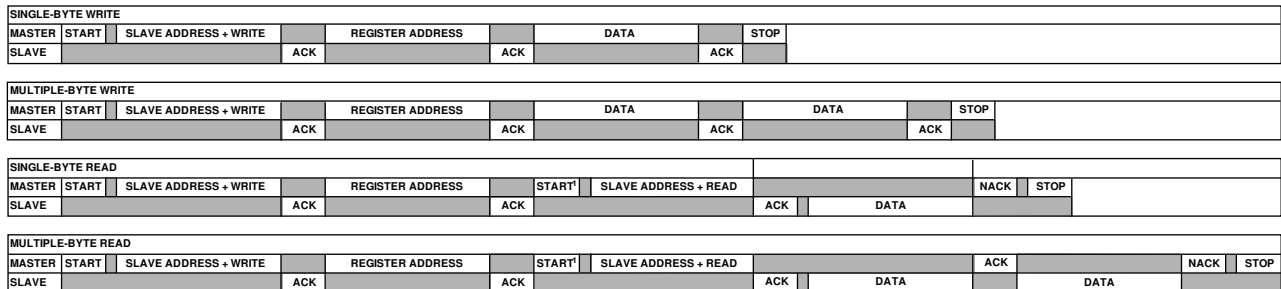 SINGLE-BYTE WRITE
MASTER START SLAVE ADDRESS + WRITE REGISTER ADDRESS DATA STOP
SLAVE ACK ACK ACK
MULTIPLE-BYTE WRITE
MASTER START SLAVE ADDRESS + WRITE REGISTER ADDRESS DATA DATA STOP
SLAVE ACK ACK ACK ACK
SINGLE-BYTE READ
MASTER START SLAVE ADDRESS + WRITE REGISTER ADDRESS START¹ SLAVE ADDRESS + READ NACK STOP
SLAVE ACK ACK ACK DATA
MULTIPLE-BYTE READ
MASTER START SLAVE ADDRESS + WRITE REGISTER ADDRESS START¹ SLAVE ADDRESS + READ ACK NACK STOP
SLAVE ACK ACK ACK DATA DATA